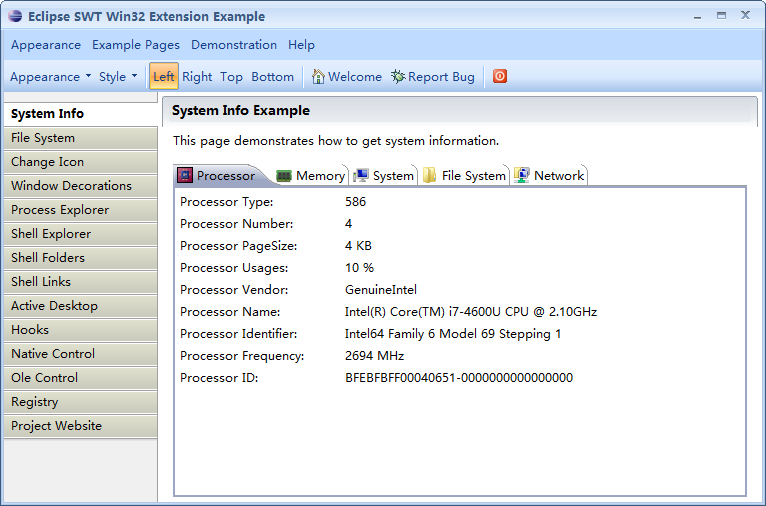 Eclipse SWT Win32 Extension Example
Appearance Example Pages Demonstration Help
Appearance Style Left Right Top Bottom Welcome Report Bug
System Info
File System
Change Icon
Window Decorations
Process Explorer
Shell Explorer
Shell Folders
Shell Links
Active Desktop
Hooks
Native Control
Ole Control
Registry
Project Website
System Info Example
This page demonstrates how to get system information.
Processor Memory System File System Network
Processor Type: 586
Processor Number: 4
Processor PageSize: 4 KB
Processor Usages: 10 %
Processor Vendor: GenuineIntel
Processor Name: Intel(R) Core(TM) i7-4600U CPU @ 2.10GHz
Processor Identifier: Intel64 Family 6 Model 69 Stepping 1
Processor Frequency: 2694 MHz
Processor ID: BFEBFBFF00040651-0000000000000000